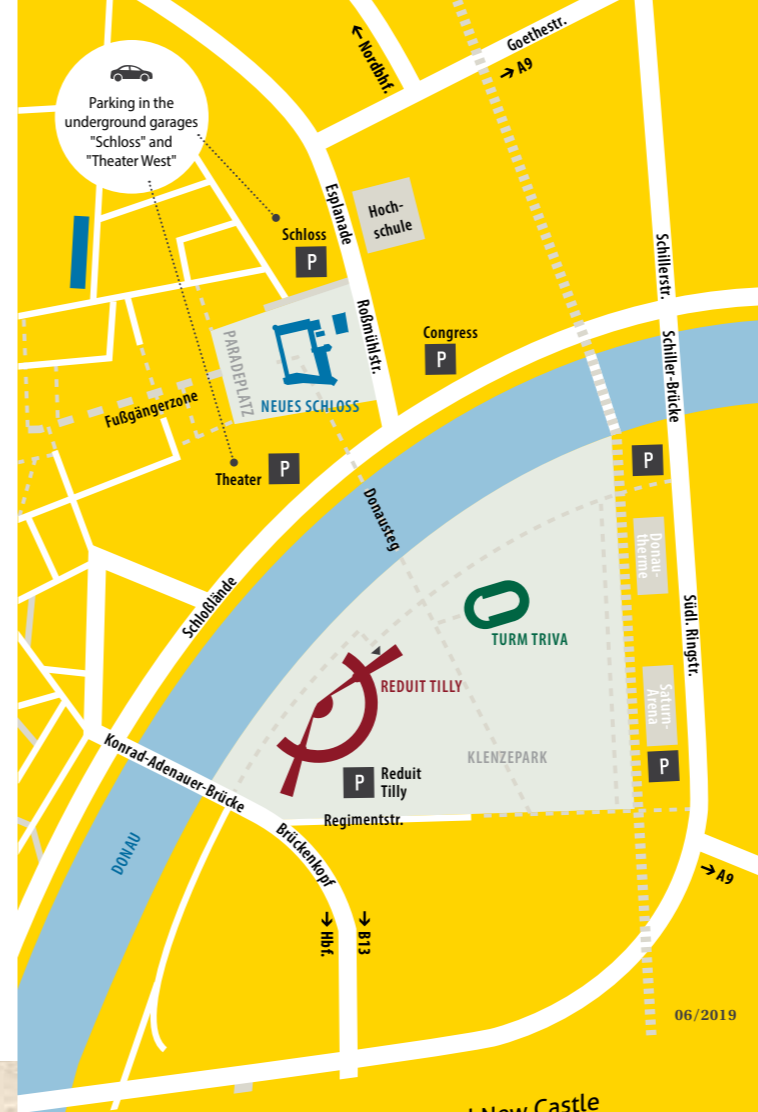 ← Nordbhf.
Goethestr.
→ A9
Parking in the
underground garages
"Schloss" and
"Theater West"
Esplanade
Hoch-
schule
Schloss
P
Schillerstr.
Roßmühlstr.
PARADEPLATZ
Congress
P
Schiller-Brücke
NEUES SCHLOSS
Fußgängerzone
Theater P
P
Donausteg
Donau-
therme
Schloßlände
TURM TRIVA
Südl. Ringstr.
REDUIT TILLY
Saturn-
Arena
KLENZEPARK
P
Konrad-Adenauer-Brücke
P Reduit
Tilly
Regimentstr.
DONAU
Brückenkopf
→ A9
→ Hbf.
→ B13
06/2019
New Castle